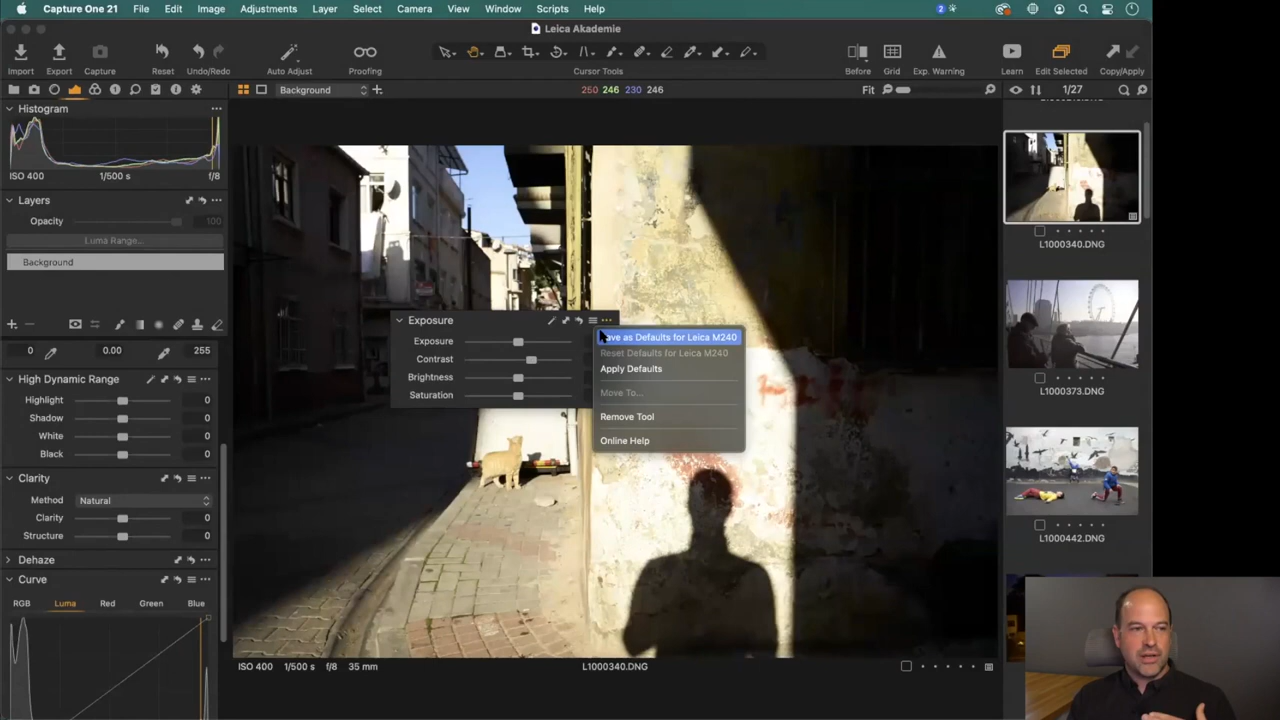 Capture One 21 File Edit Image Adjustments Layer Select Camera View Window Scripts Help 2
Leica Akademie
Import Export Capture Reset Undo/Redo Auto Adjust Proofing Cursor Tools Before Grid Exp. Warning Learn Edit Selected Copy/Apply
Background 250 246 230 246 Fit 1/27
Histogram
ISO 400 1/500 s f/8
Layers
Opacity 100
Luma Range...
Background
0 0.00 255
High Dynamic Range
Highlight 0
Shadow 0
White 0
Black 0
Clarity
Method Natural
Clarity 0
Structure 0
Dehaze
Curve
RGB Luma Red Green Blue
Exposure
Exposure
Contrast
Brightness
Saturation
as Defaults for Leica M240
Reset Defaults for Leica M240
Apply Defaults
Move To...
Remove Tool
Online Help
ISO 400 1/500 s f/8 35 mm L1000340.DNG
L1000340.DNG
L1000373.DNG
L1000442.DNG